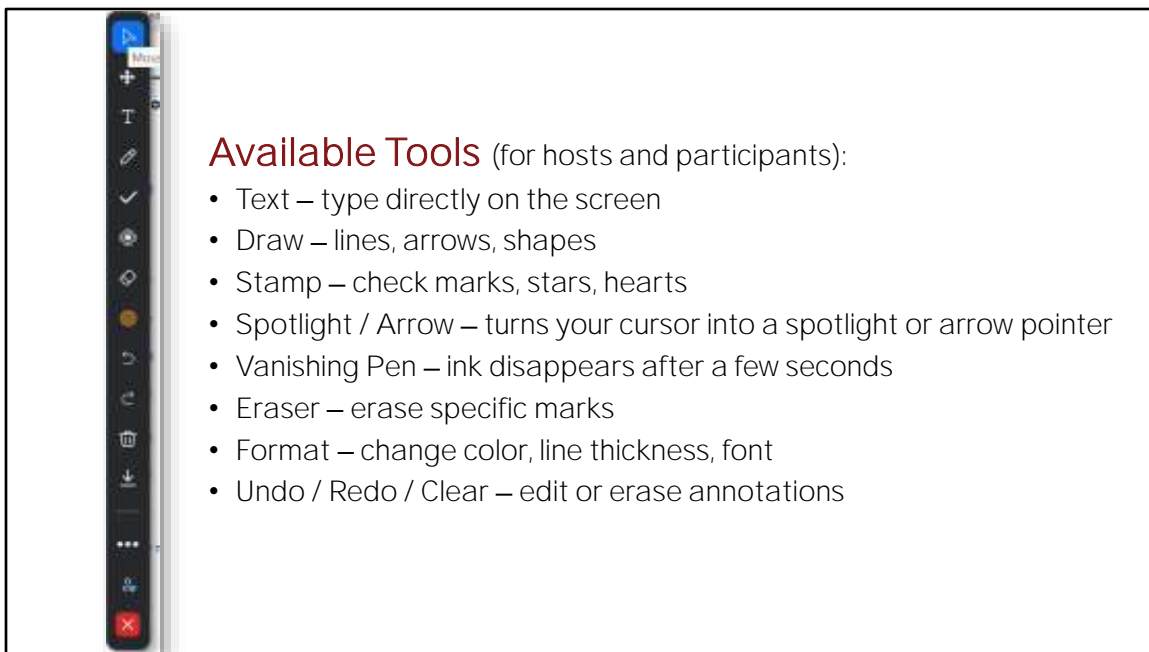 Available Tools (for hosts and participants):
• Text – type directly on the screen
• Draw – lines, arrows, shapes
• Stamp – check marks, stars, hearts
• Spotlight / Arrow – turns your cursor into a spotlight or arrow pointer
• Vanishing Pen – ink disappears after a few seconds
• Eraser – erase specific marks
• Format – change color, line thickness, font
• Undo / Redo / Clear – edit or erase annotations